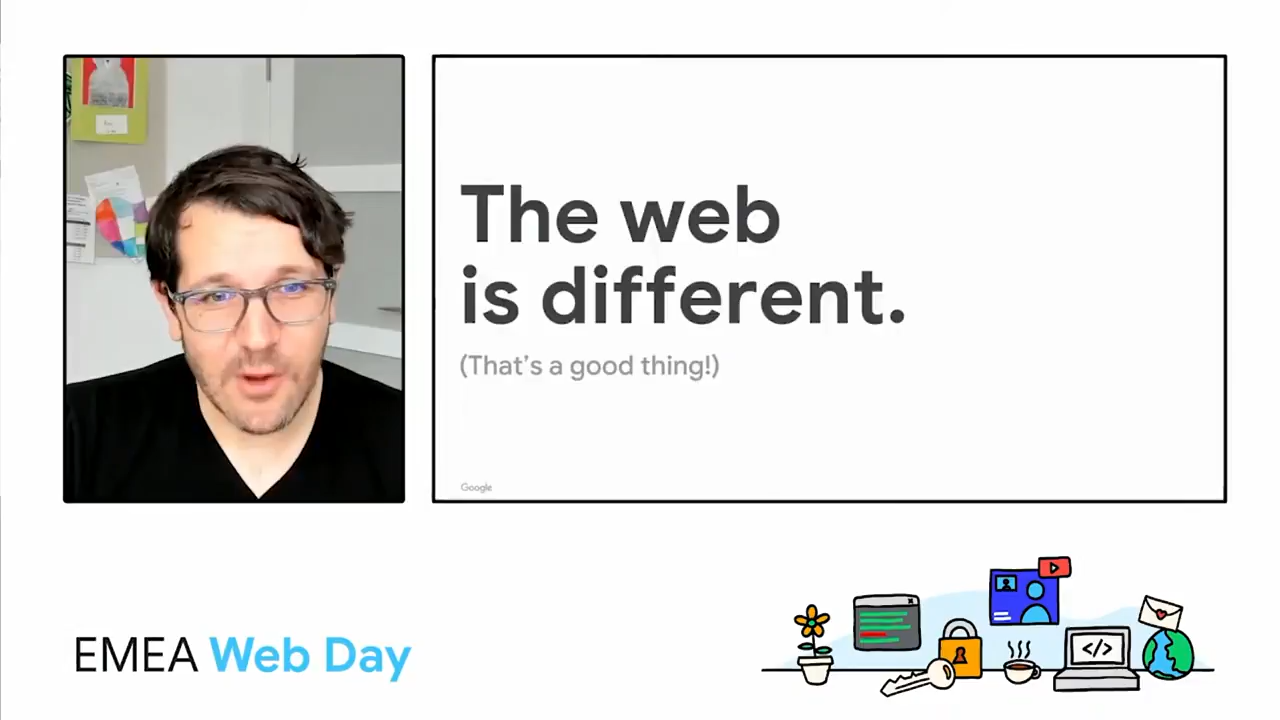 The web
is different.
(That's a good thing!)
Google
EMEA Web Day
</>